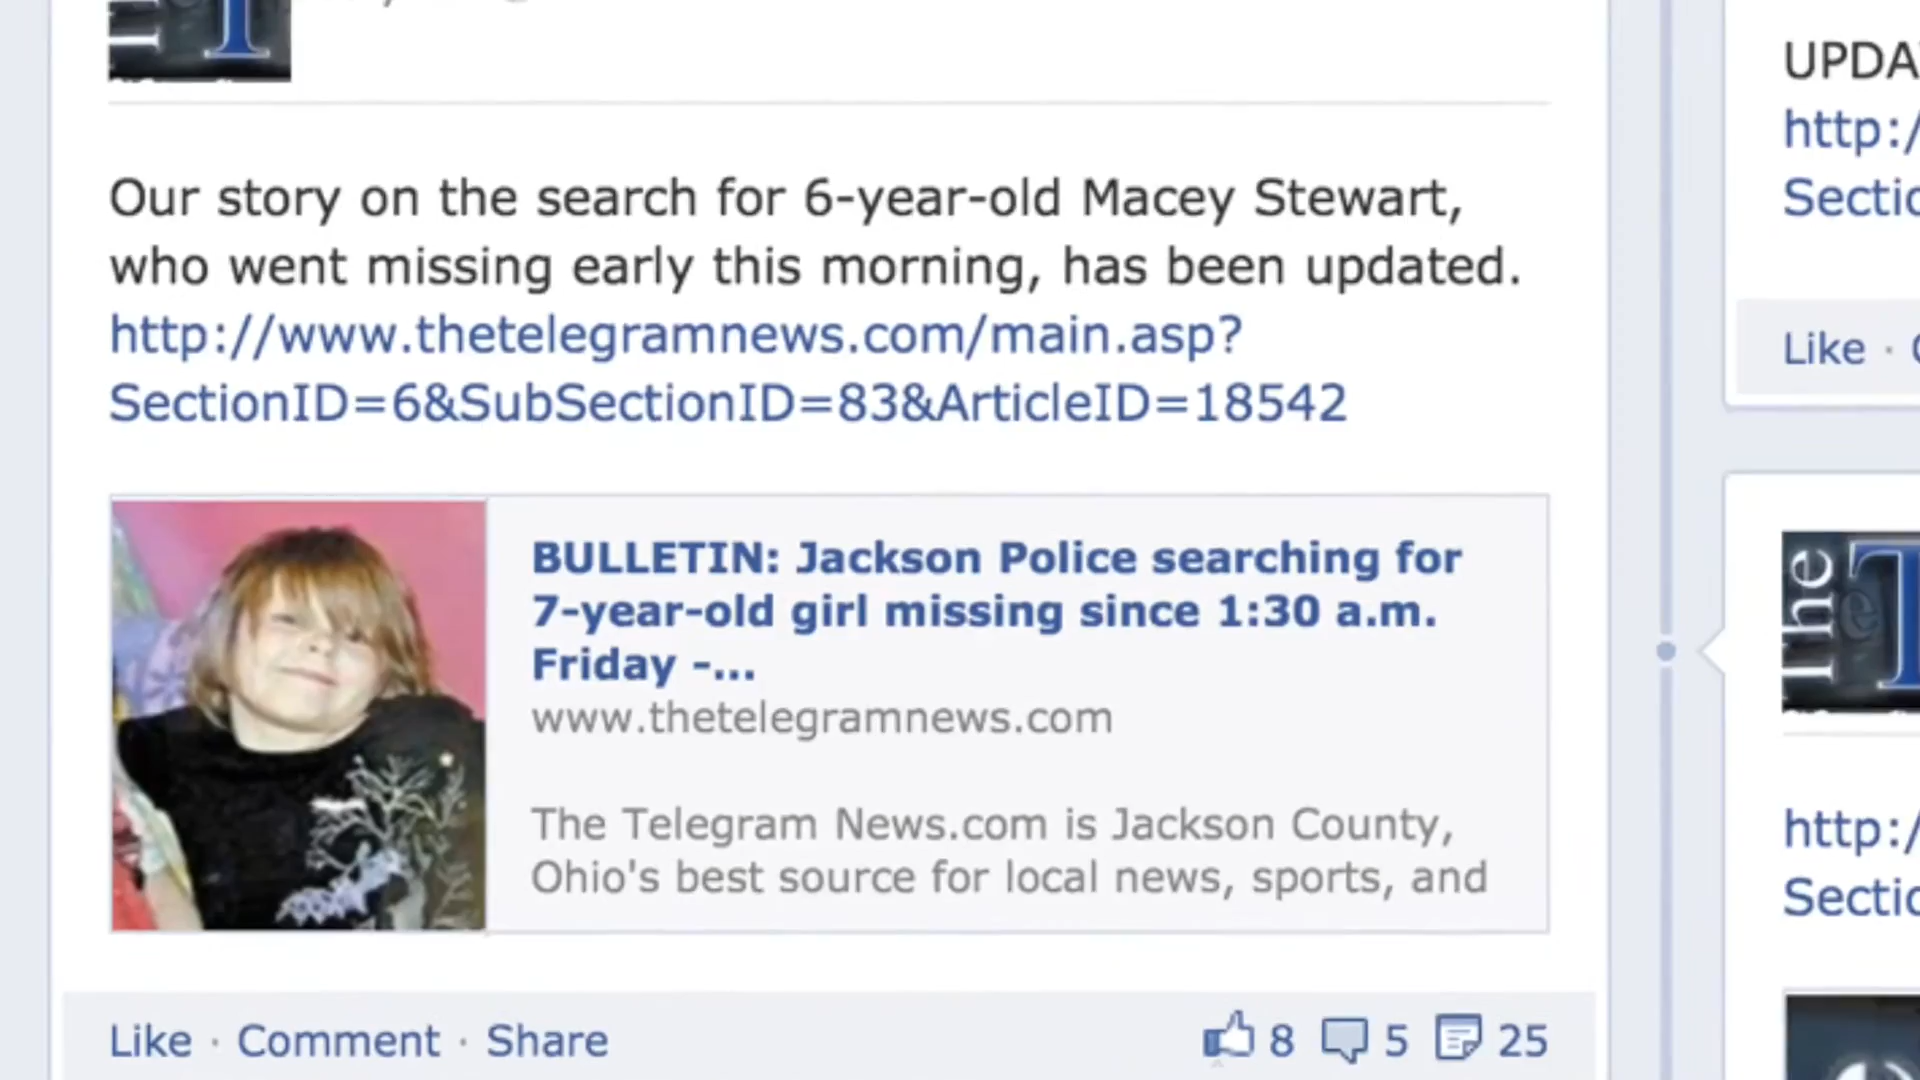 Our story on the search for 6-year-old Macey Stewart,
who went missing early this morning, has been updated.
http://www.thetelegramnews.com/main.asp?
SectionID=6&SubSectionID=83&ArticleID=18542
BULLETIN: Jackson Police searching for
7-year-old girl missing since 1:30 a.m.
Friday -...
www.thetelegramnews.com
The Telegram News.com is Jackson County,
Ohio's best source for local news, sports, and
Like · Comment · Share
8 5 25
http:/
Like ·
The T
http:/